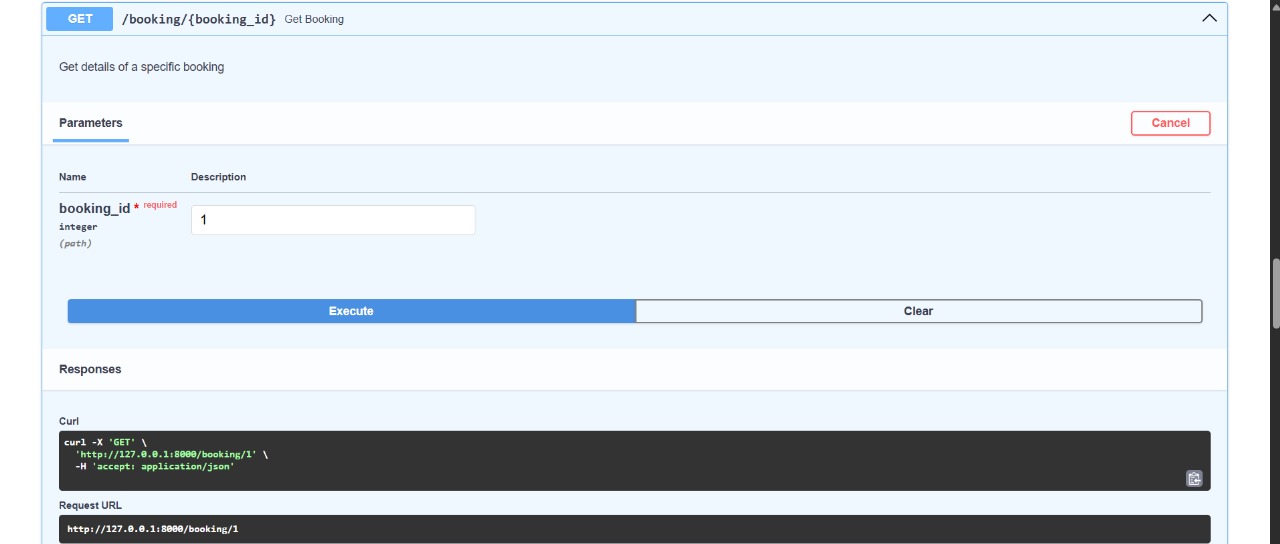 GET /booking/{booking_id} Get Booking
Get details of a specific booking
Parameters
Cancel
Name Description
booking_id * required
integer
(path)
1
Execute Clear
Responses
Curl
curl -X 'GET' \
'http://127.0.0.1:8000/booking/1' \
-H 'accept: application/json'
Request URL
http://127.0.0.1:8000/booking/1